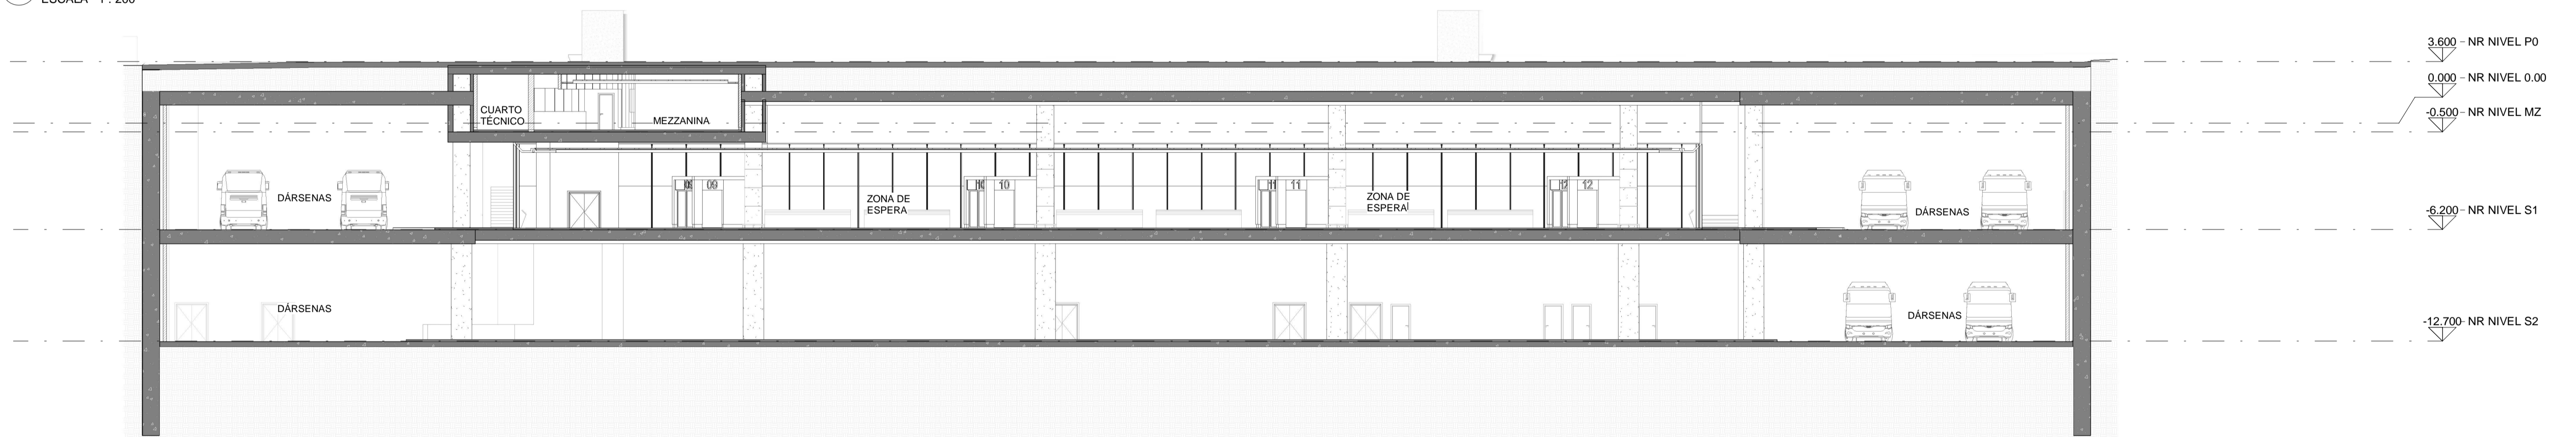 3.600 - NR NIVEL P0
0.000 - NR NIVEL 0.00
-0.500 - NR NIVEL MZ
CUARTO
TÉCNICO
MEZZANINA
09
10
11
12
DÁRSENAS
ZONA DE
ESPERA
ZONA DE
ESPERA
DÁRSENAS
-6.200 - NR NIVEL S1
DÁRSENAS
DÁRSENAS
-12.700 - NR NIVEL S2